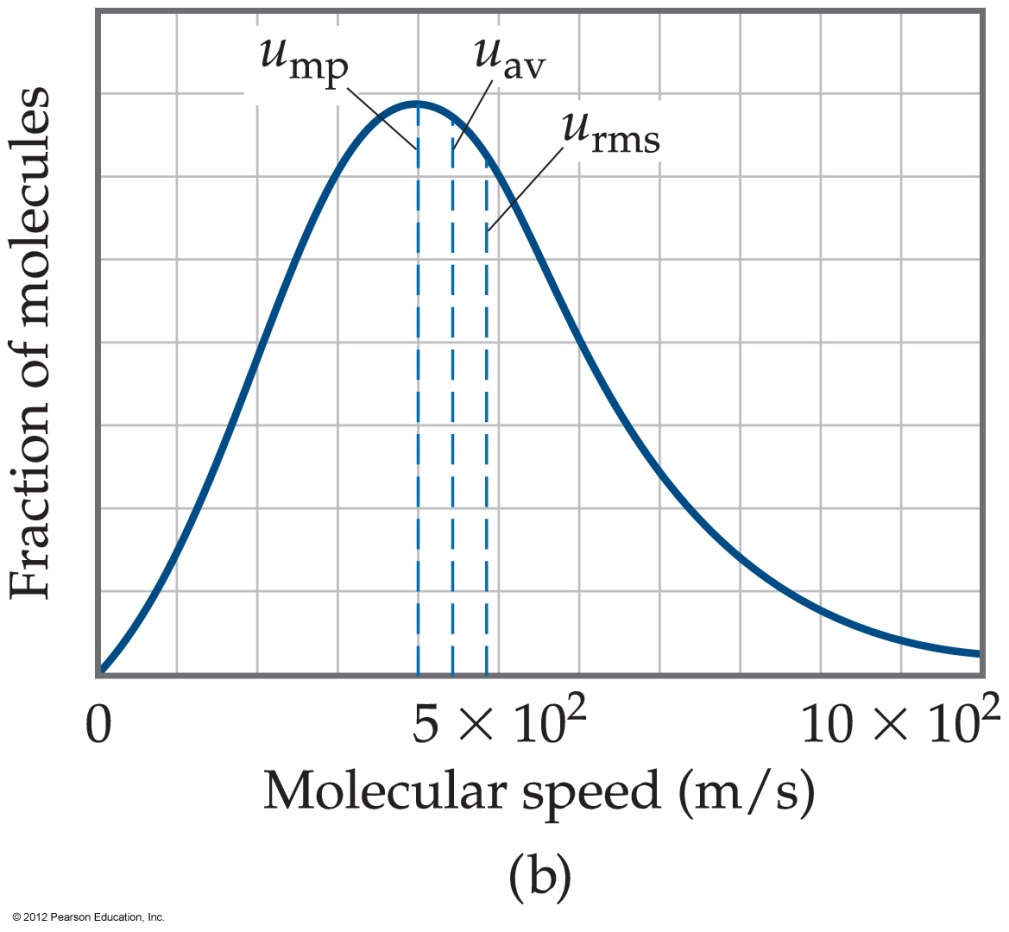 u_mp
u_av
u_rms
Fraction of molecules
0
5 × 10²
10 × 10²
Molecular speed (m/s)
(b)
© 2012 Pearson Education, Inc.